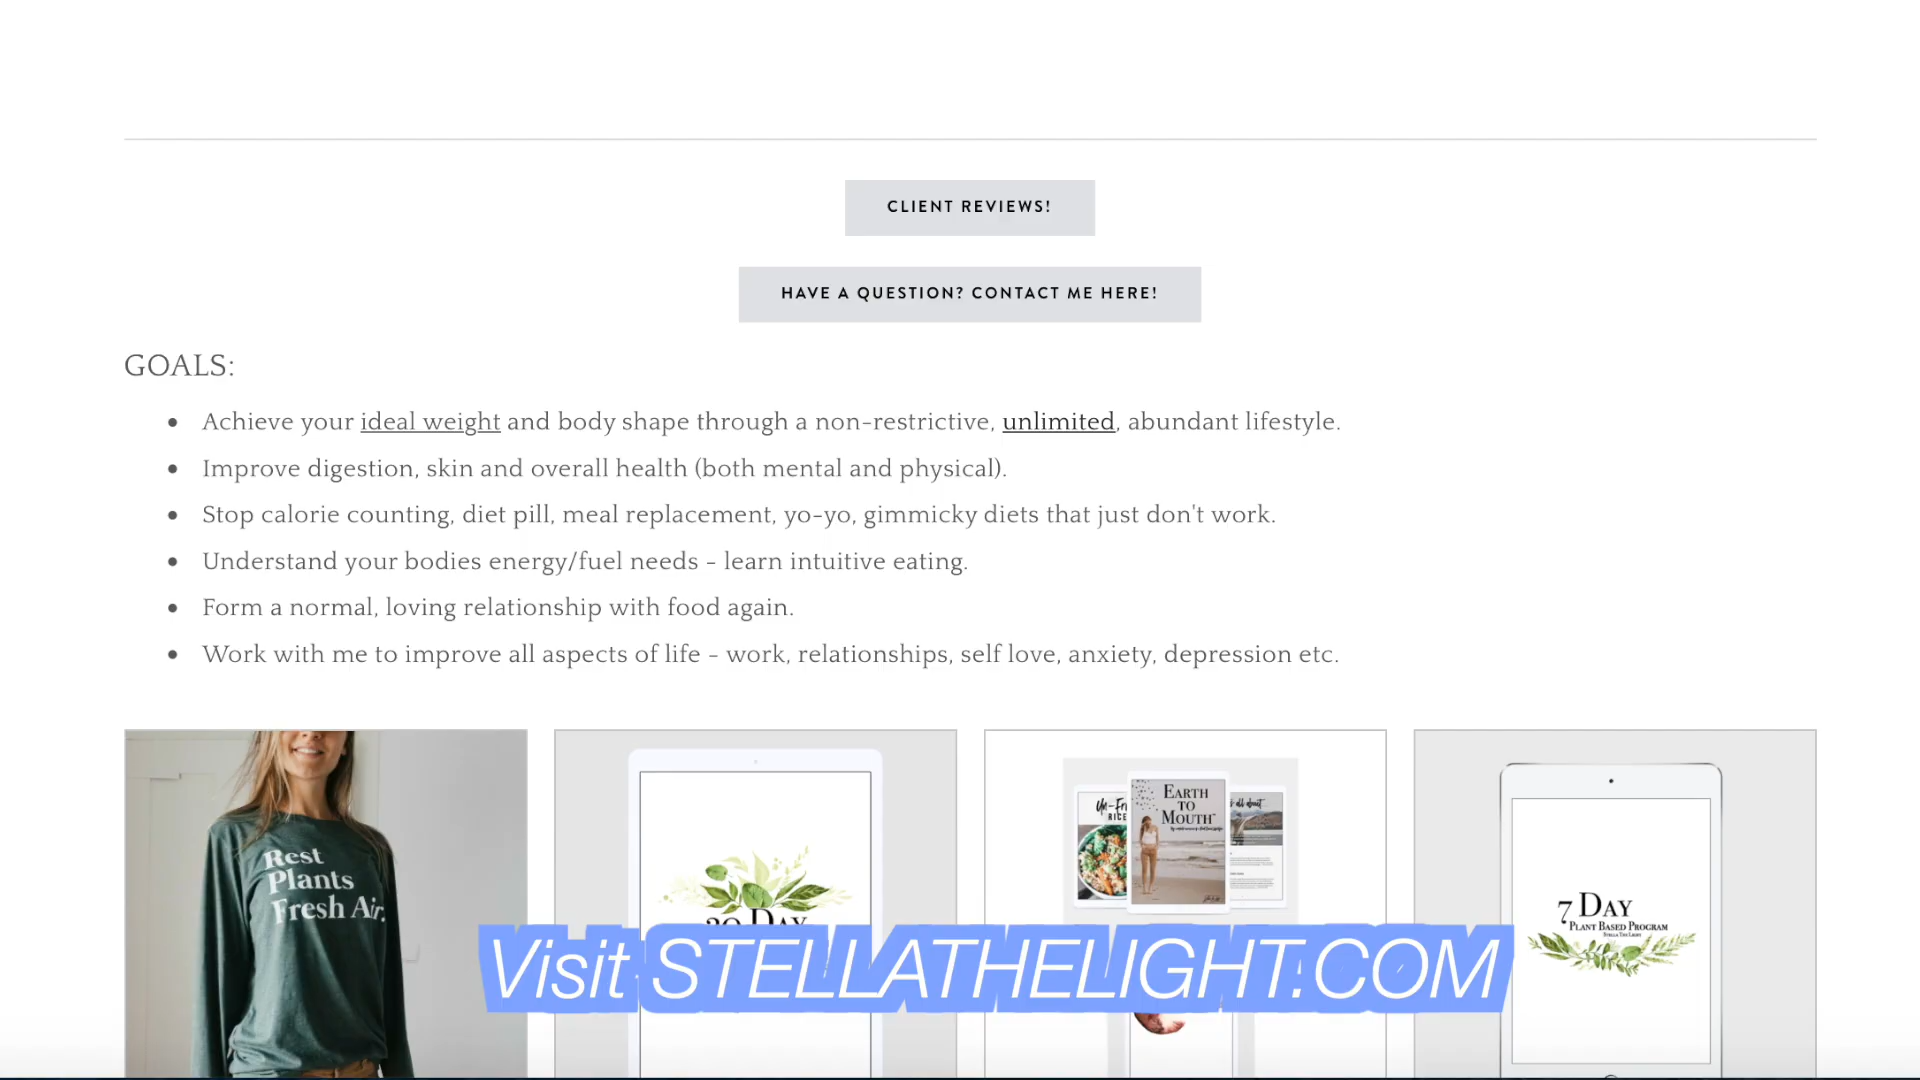 CLIENT REVIEWS!
HAVE A QUESTION? CONTACT ME HERE!
GOALS:
Achieve your ideal weight and body shape through a non-restrictive, unlimited, abundant lifestyle.
Improve digestion, skin and overall health (both mental and physical).
Stop calorie counting, diet pill, meal replacement, yo-yo, gimmicky diets that just don't work.
Understand your bodies energy/fuel needs - learn intuitive eating.
Form a normal, loving relationship with food again.
Work with me to improve all aspects of life - work, relationships, self love, anxiety, depression etc.
Rest
Plants
Fresh Air.
EARTH
TO
MOUTH
7 DAY
PLANT BASED PROGRAM
STELLA THE LIGHT
Visit STELLATHELIGHT.COM